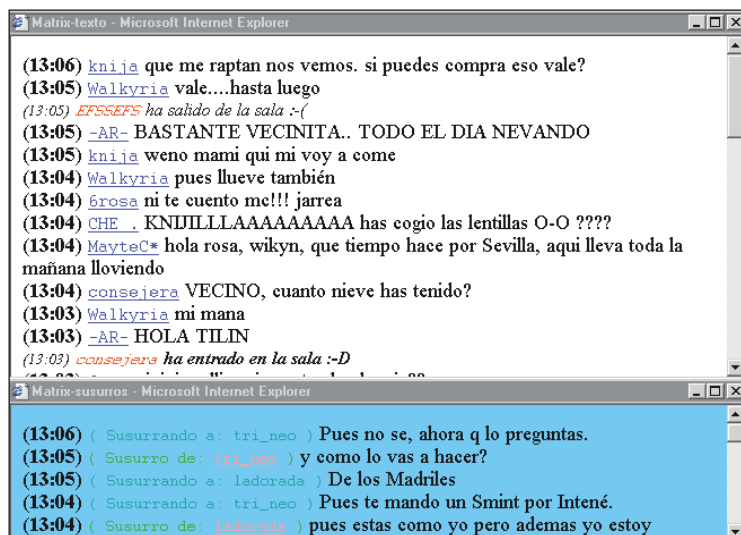 Matrix-texto - Microsoft Internet Explorer
(13:06) knija que me raptan nos vemos. si puedes compra eso vale?
(13:05) Walkyria vale....hasta luego
(13:05) EFSSEFS ha salido de la sala :-(
(13:05) -AR- BASTANTE VECINITA.. TODO EL DIA NEVANDO
(13:05) knija weno mami qui mi voy a come
(13:04) Walkyria pues llueve también
(13:04) 6rosa ni te cuento mc!!! jarrea
(13:04) CHE_. KNIJILLLAAAAAAAAA has cogio las lentillas O-O ????
(13:04) MayteC* hola rosa, wikyn, que tiempo hace por Sevilla, aqui lleva toda la
mañana lloviendo
(13:04) consejera VECINO, cuanto nieve has tenido?
(13:03) Walkyria mi mana
(13:03) -AR- HOLA TILIN
(13:03) consejera ha entrado en la sala :-D
Matrix-susurros - Microsoft Internet Explorer
(13:06) ( Susurrando a: tri_neo ) Pues no se, ahora q lo preguntas.
(13:05) ( Susurro de: tri_neo ) y como lo vas a hacer?
(13:05) ( Susurrando a: ladorada ) De los Madriles
(13:04) ( Susurrando a: tri_neo ) Pues te mando un Smint por Intené.
(13:04) ( Susurro de: ladorada ) pues estas como yo pero ademas yo estoy